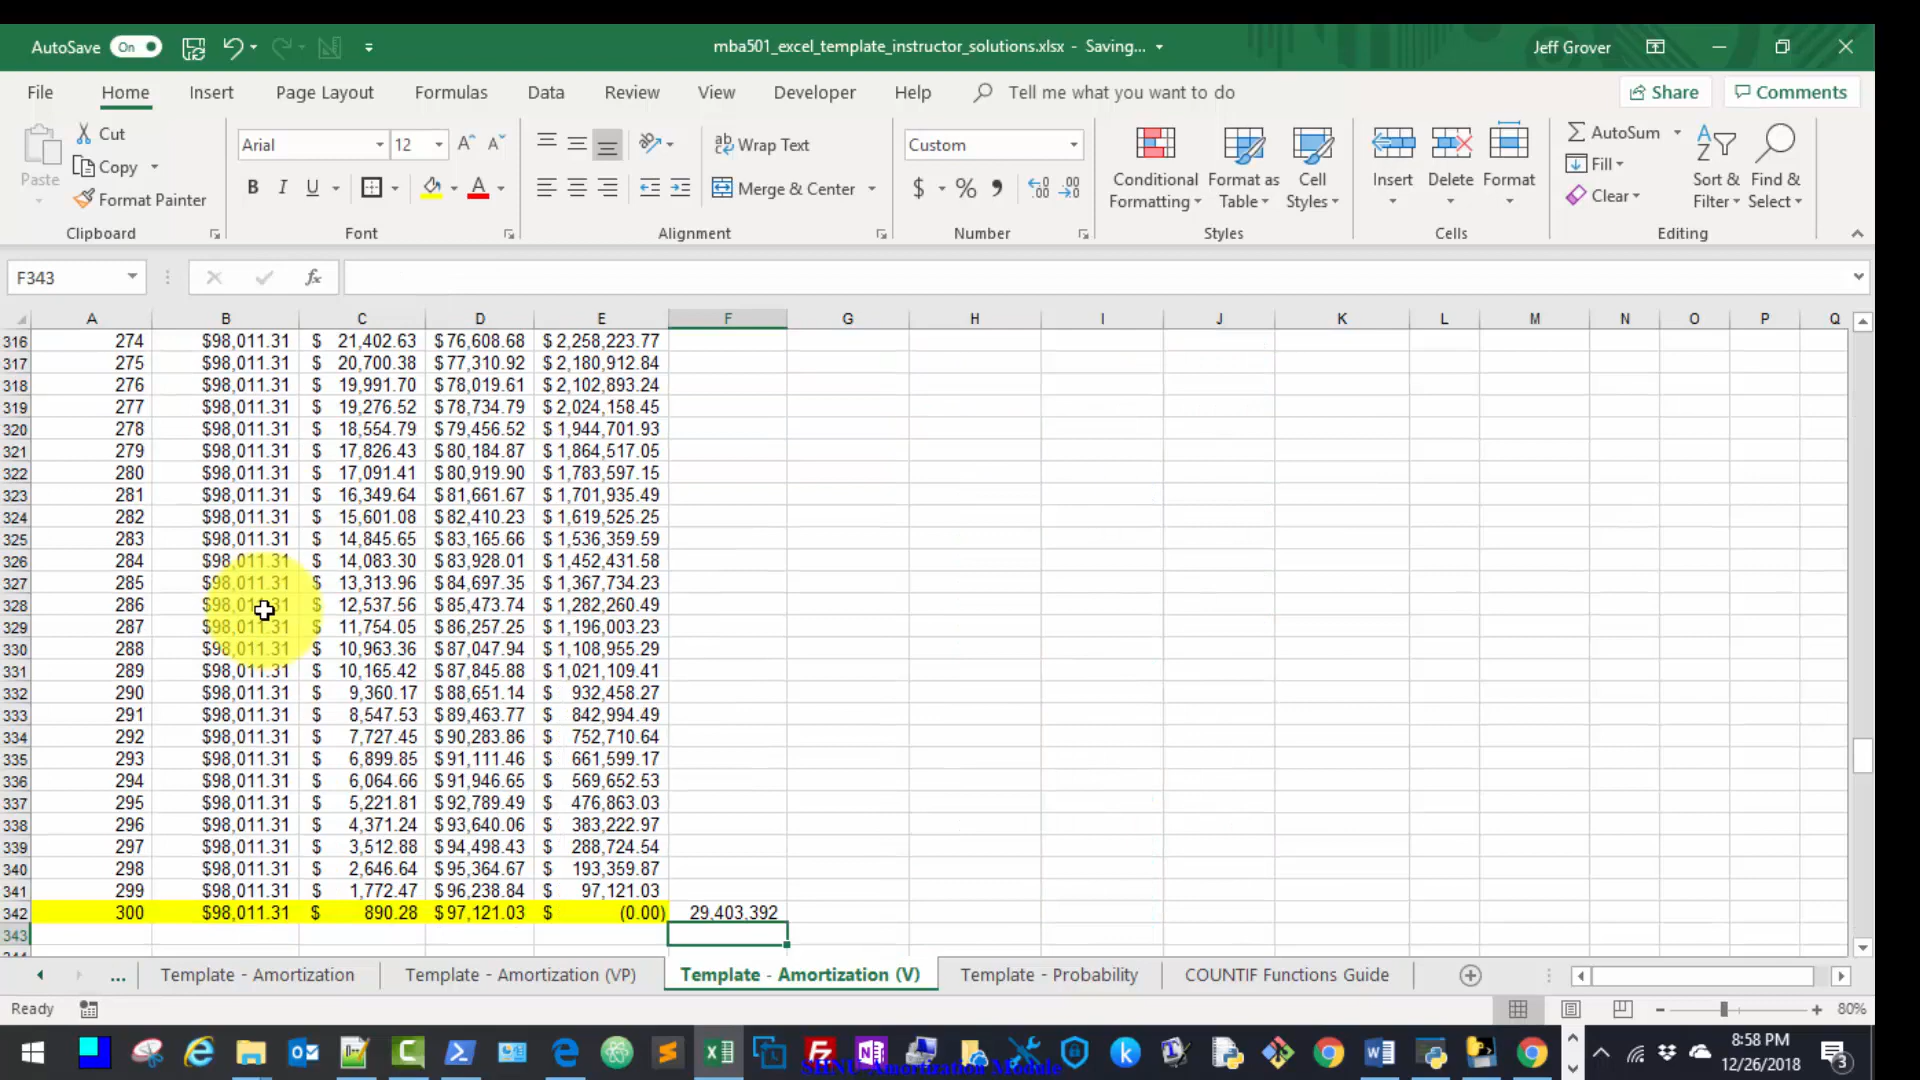 AutoSave On mba501_excel_template_instructor_solutions.xlsx - Saving... Jeff Grover
File Home Insert Page Layout Formulas Data Review View Developer Help Tell me what you want to do Share Comments
Paste Cut Copy Format Painter Clipboard
Arial 12 B I U A Font
ab Wrap Text Merge & Center Alignment
Custom $ % , Number
Conditional Formatting Format as Table Cell Styles Styles
Insert Delete Format Cells
AutoSum Fill Clear Sort & Filter Find & Select Editing
F343 fx
A B C D E F G H I J K L M N O P Q
316 274 $98,011.31 $ 21,402.63 $ 76,608.68 $ 2,258,223.77
317 275 $98,011.31 $ 20,700.38 $ 77,310.92 $ 2,180,912.84
318 276 $98,011.31 $ 19,991.70 $ 78,019.61 $ 2,102,893.24
319 277 $98,011.31 $ 19,276.52 $ 78,734.79 $ 2,024,158.45
320 278 $98,011.31 $ 18,554.79 $ 79,456.52 $ 1,944,701.93
321 279 $98,011.31 $ 17,826.43 $ 80,184.87 $ 1,864,517.05
322 280 $98,011.31 $ 17,091.41 $ 80,919.90 $ 1,783,597.15
323 281 $98,011.31 $ 16,349.64 $ 81,661.67 $ 1,701,935.49
324 282 $98,011.31 $ 15,601.08 $ 82,410.23 $ 1,619,525.25
325 283 $98,011.31 $ 14,845.65 $ 83,165.66 $ 1,536,359.59
326 284 $98,011.31 $ 14,083.30 $ 83,928.01 $ 1,452,431.58
327 285 $98,011.31 $ 13,313.96 $ 84,697.35 $ 1,367,734.23
328 286 $98,011.31 $ 12,537.56 $ 85,473.74 $ 1,282,260.49
329 287 $98,011.31 $ 11,754.05 $ 86,257.25 $ 1,196,003.23
330 288 $98,011.31 $ 10,963.36 $ 87,047.94 $ 1,108,955.29
331 289 $98,011.31 $ 10,165.42 $ 87,845.88 $ 1,021,109.41
332 290 $98,011.31 $ 9,360.17 $ 88,651.14 $ 932,458.27
333 291 $98,011.31 $ 8,547.53 $ 89,463.77 $ 842,994.49
334 292 $98,011.31 $ 7,727.45 $ 90,283.86 $ 752,710.64
335 293 $98,011.31 $ 6,899.85 $ 91,111.46 $ 661,599.17
336 294 $98,011.31 $ 6,064.66 $ 91,946.65 $ 569,652.53
337 295 $98,011.31 $ 5,221.81 $ 92,789.49 $ 476,863.03
338 296 $98,011.31 $ 4,371.24 $ 93,640.06 $ 383,222.97
339 297 $98,011.31 $ 3,512.88 $ 94,498.43 $ 288,724.54
340 298 $98,011.31 $ 2,646.64 $ 95,364.67 $ 193,359.87
341 299 $98,011.31 $ 1,772.47 $ 96,238.84 $ 97,121.03
342 300 $98,011.31 $ 890.28 $ 97,121.03 $ (0.00) 29,403,392
343
... Template - Amortization Template - Amortization (VP) Template - Amortization (V) Template - Probability COUNTIF Functions Guide
Ready 80%
8:58 PM
12/26/2018
3
SHNU Amortization Module